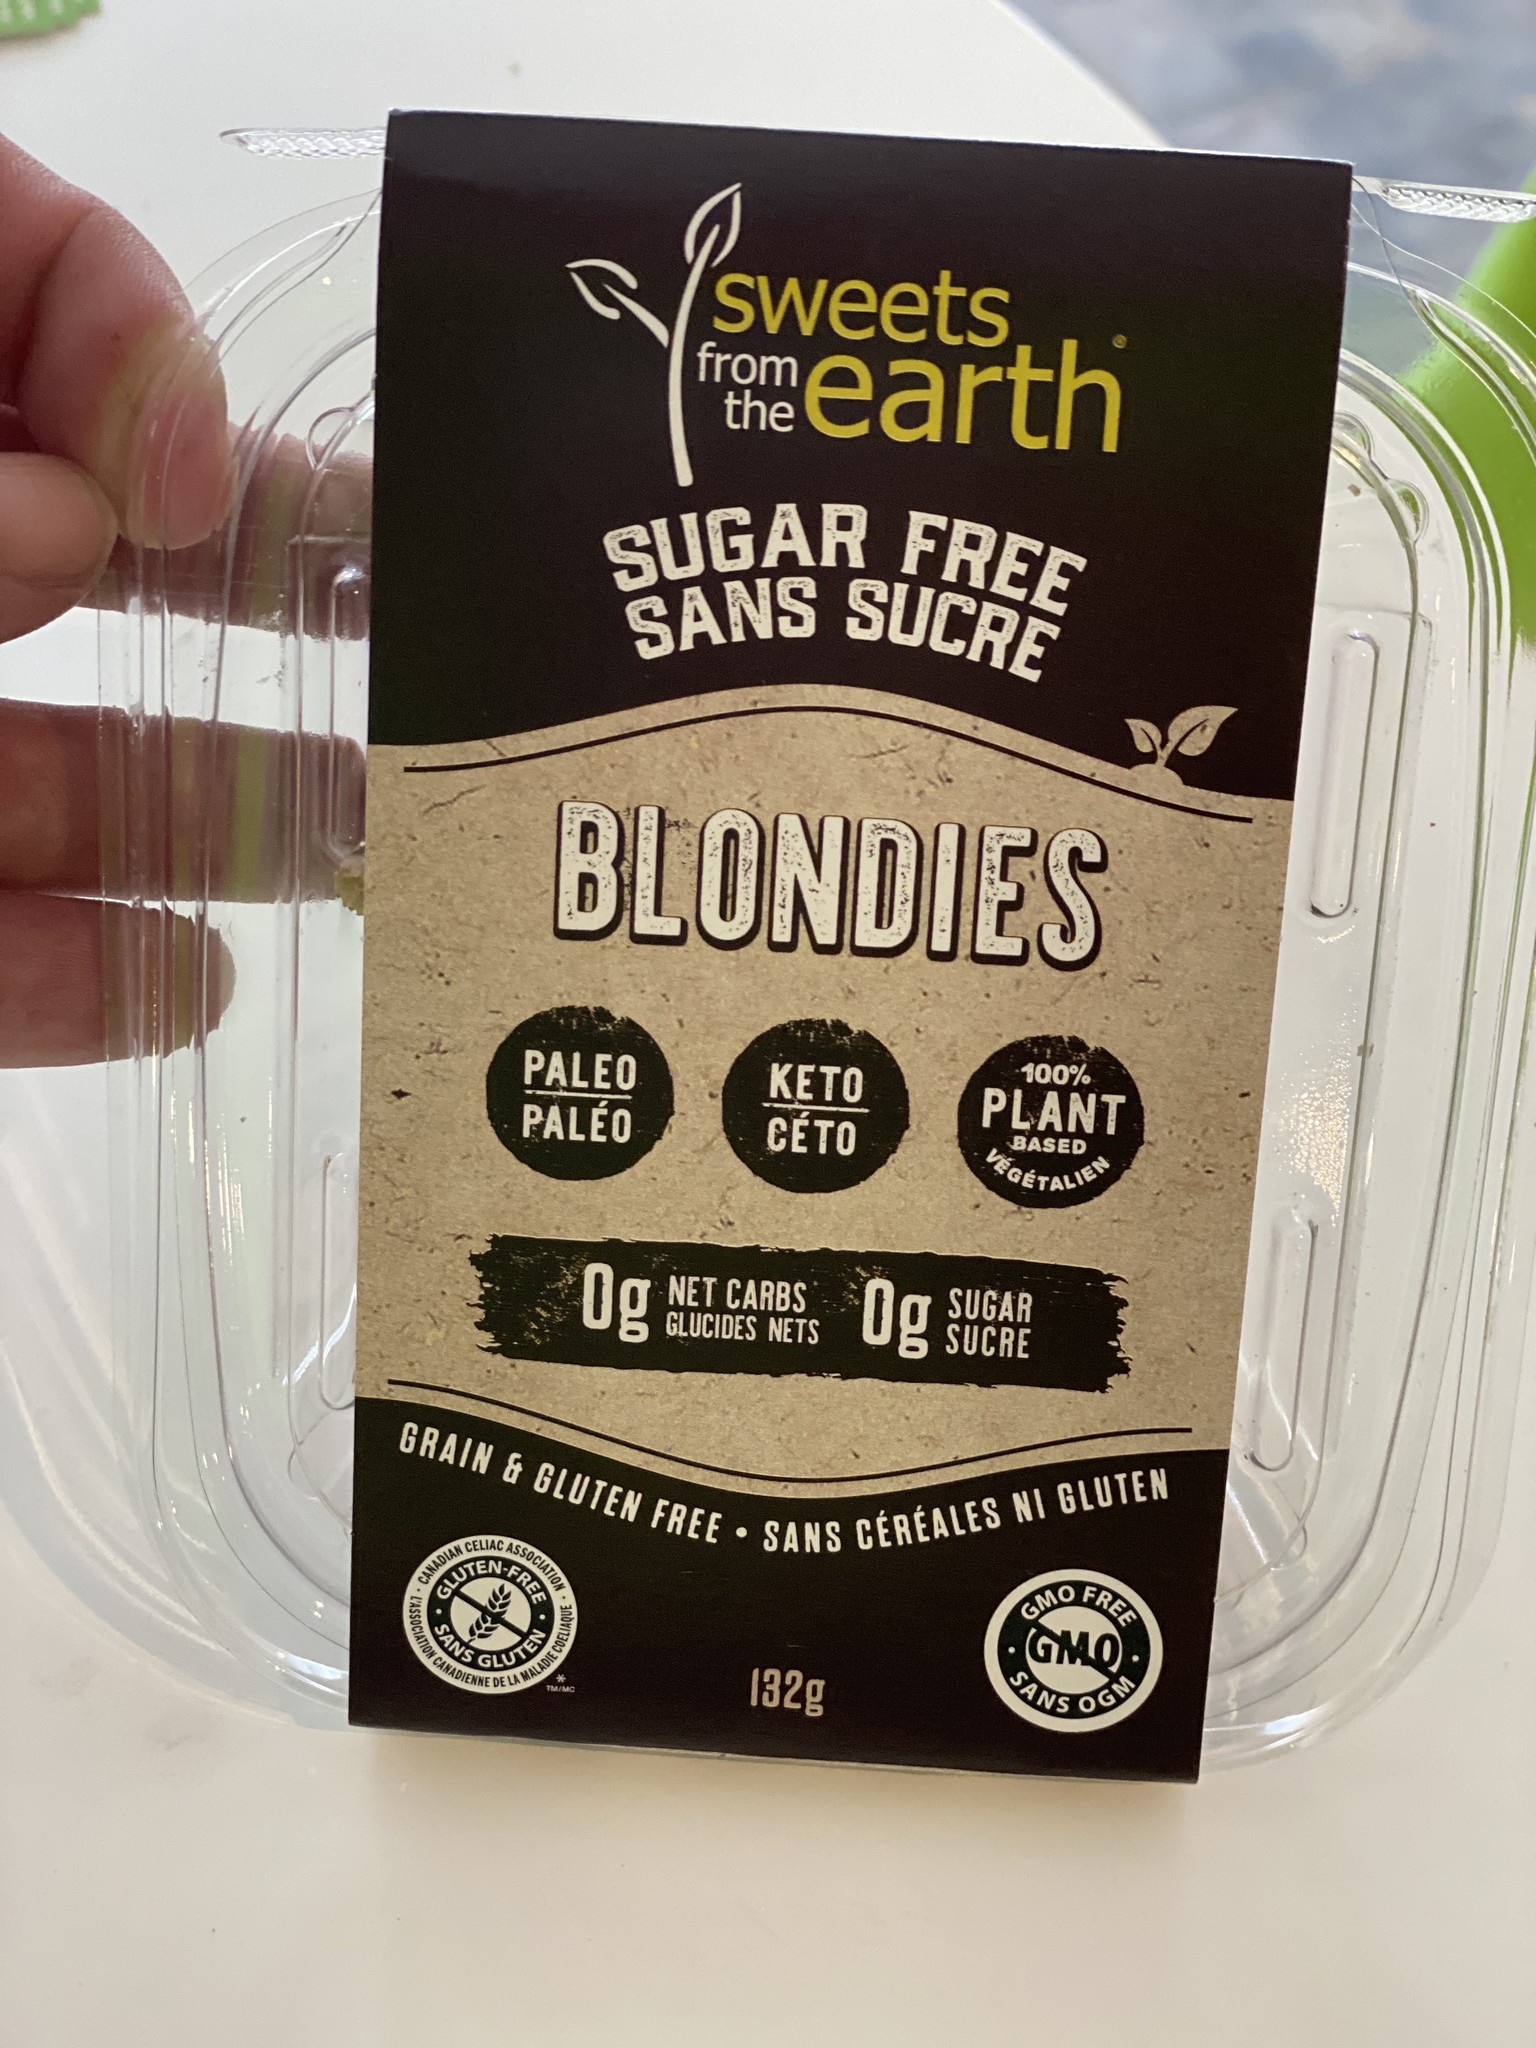 sweets
from the earth®
SUGAR FREE
SANS SUCRE
BLONDIES
PALEO
PALÉO
KETO
CÉTO
100%
PLANT
BASED
VÉGÉTALIEN
0g NET CARBS
GLUCIDES NETS
0g SUGAR
SUCRE
GRAIN & GLUTEN FREE • SANS CÉRÉALES NI GLUTEN
• CANADIAN CELIAC ASSOCIATION •
L'ASSOCIATION CANADIENNE DE LA MALADIE COELIAQUE
• GLUTEN-FREE •
SANS GLUTEN
* TM/MC
132g
GMO FREE
GMO
• SANS OGM •